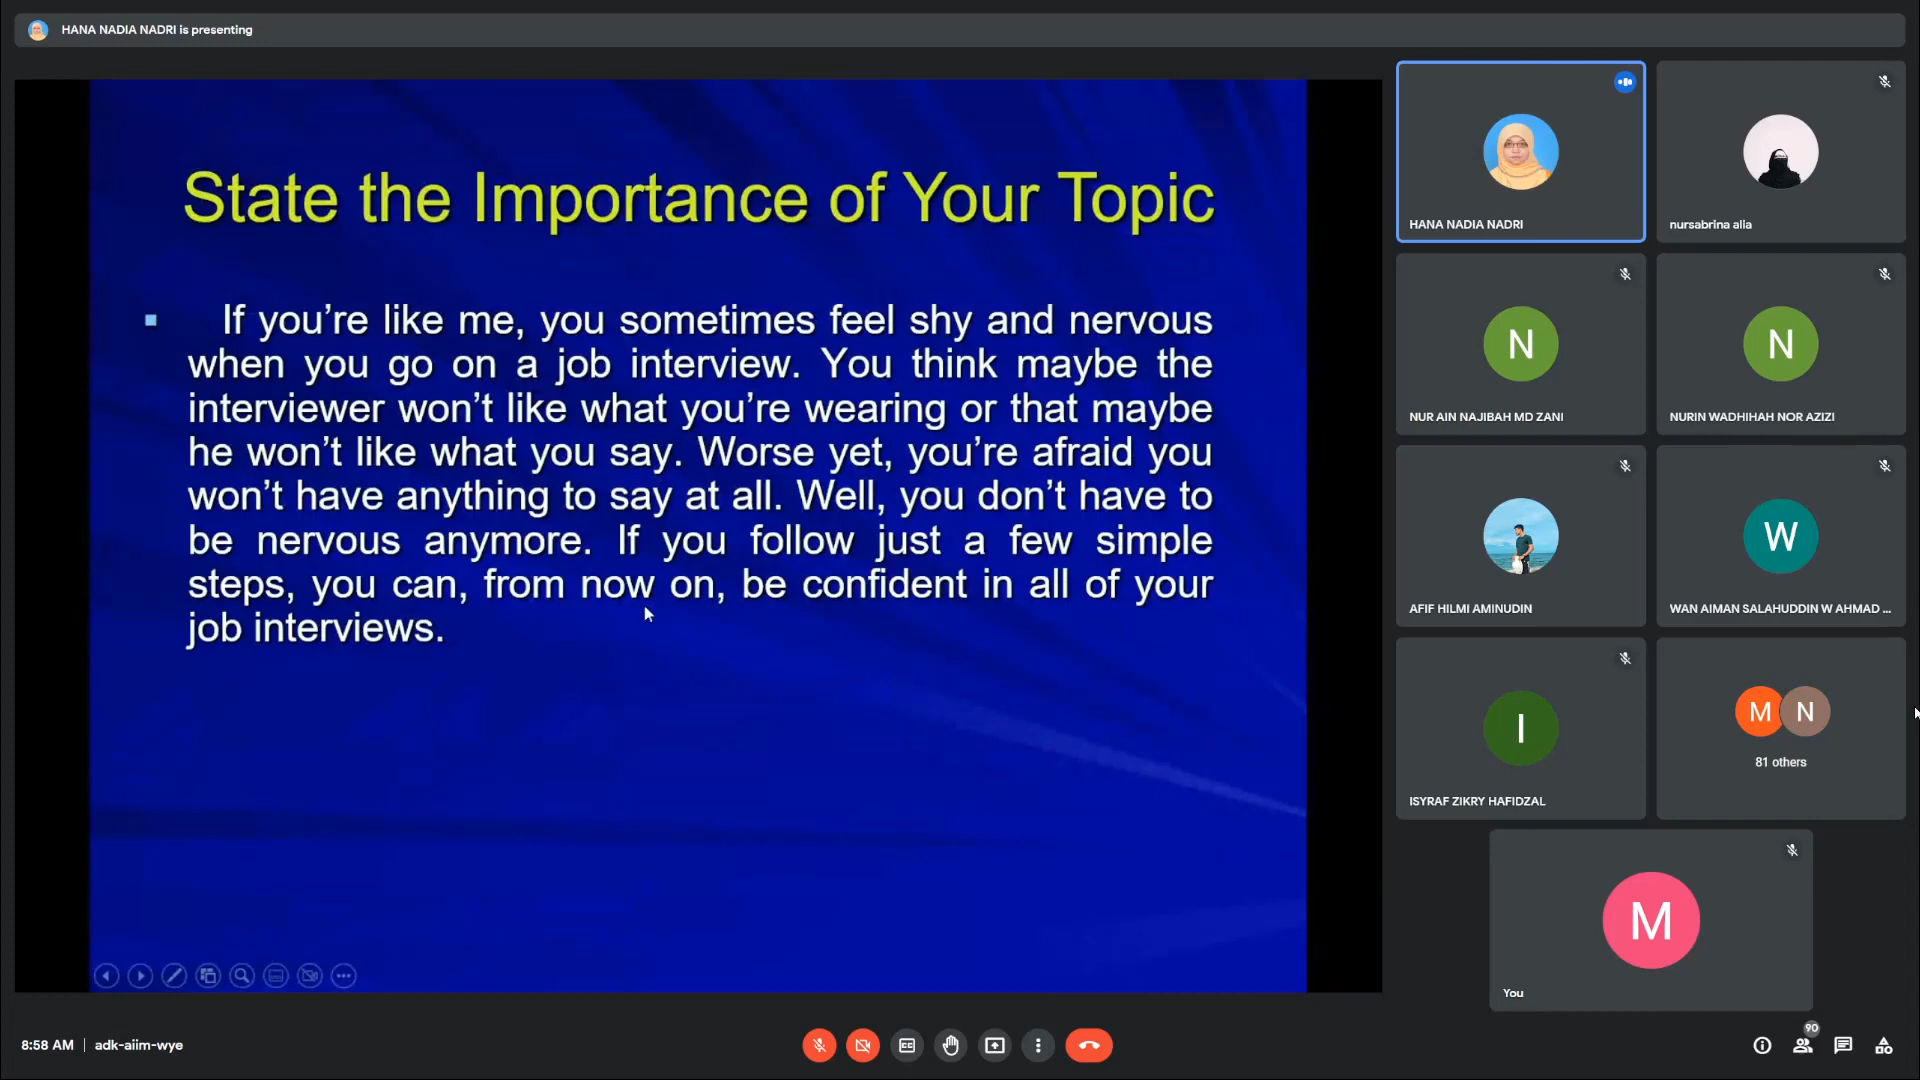 HANA NADIA NADRI is presenting
State the Importance of Your Topic
If you’re like me, you sometimes feel shy and nervous
when you go on a job interview. You think maybe the
interviewer won’t like what you’re wearing or that maybe
he won’t like what you say. Worse yet, you’re afraid you
won’t have anything to say at all. Well, you don’t have to
be nervous anymore. If you follow just a few simple
steps, you can, from now on, be confident in all of your
job interviews.
HANA NADIA NADRI
nursabrina alia
N
NUR AIN NAJIBAH MD ZANI
N
NURIN WADHIHAH NOR AZIZI
AFIF HILMI AMINUDIN
W
WAN AIMAN SALAHUDDIN W AHMAD ...
I
ISYRAF ZIKRY HAFIDZAL
M N
81 others
M
You
8:58 AM | adk-aiim-wye
90